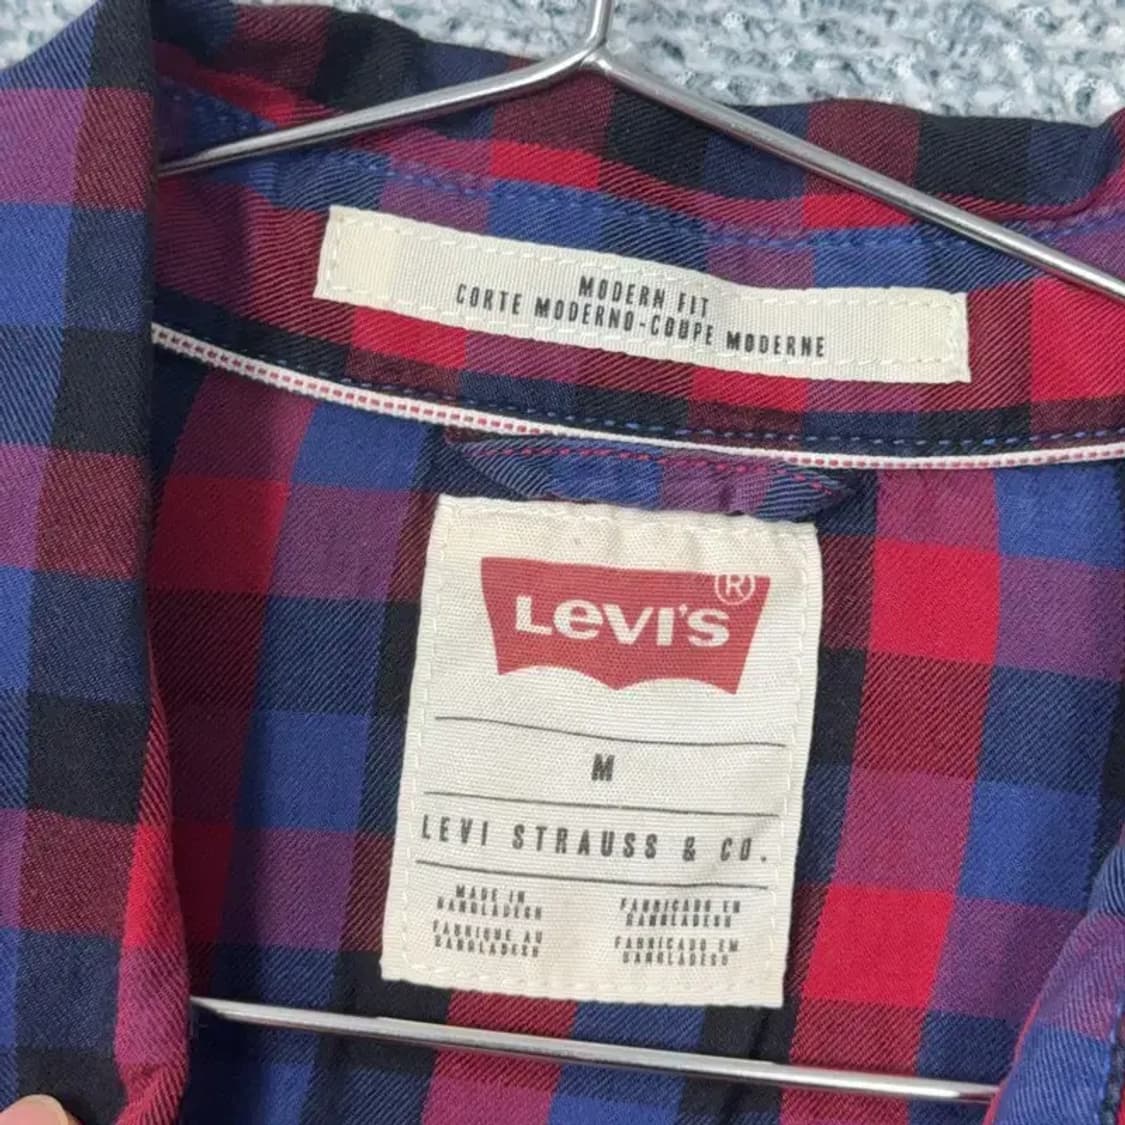 MODERN FIT
CORTE MODERNO-COUPE MODERNE
LEVI'S ®
M
LEVI STRAUSS & CO.
MADE IN
BANGLADESH
FABRICADO EN
BANGLADESH
FABRIQUE AU
BANGLADESH
FABRICADO EM
BANGLADESH